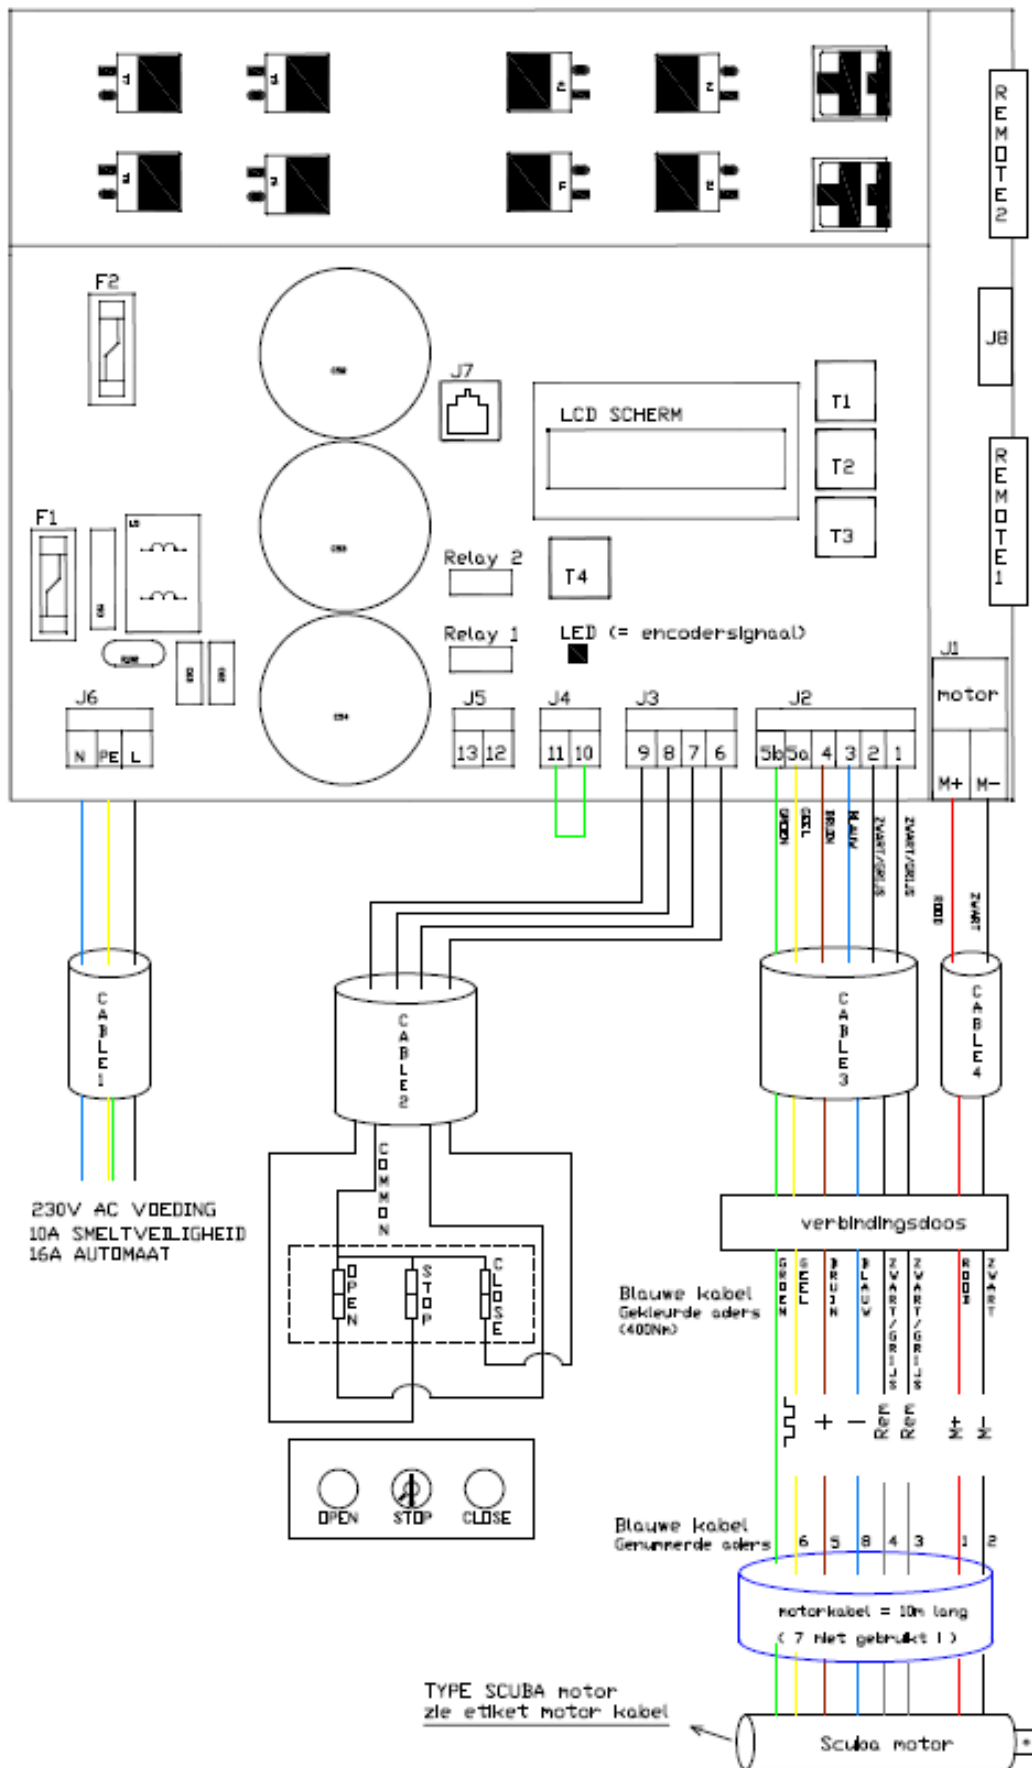 REMOTE2
F2
J8
J7
LCD SCHERM
T1
T2
REMOTE1
F1
T3
Relay 2
T4
Relay 1
LED (= encodersignaal)
J1
motor
J6
J5
J4
J3
J2
N PE L
13 12
11 10
9 8 7 6
5b 5a 4 3 2 1
M+ M-
GROEN
GEEL
BRUIN
BLAUW
ZWART/GRIJS
ZWART/GRIJS
ROOD
ZWART
CABLE1
CABLE2
CABLE3
CABLE4
COMMON
230V AC VOEDING
10A SMELTVEILIGHEID
16A AUTOMAAT
verbindingsdoos
OPEN
STOP
CLOSE
Blauwe kabel
Gekleurde aders
(400Nm)
GROEN
GEEL
BRUIN
BLAUW
ZWART/GRIJS
ZWART/GRIJS
ROOD
ZWART
+ - Rem Rem M+ M-
OPEN STOP CLOSE
Blauwe kabel
Genummerde aders
6 5 8 4 3 1 2
motorkabel = 10m lang
( 7 niet gebruikt ! )
TYPE SCUBA motor
zie etiket motor kabel
Scuba motor